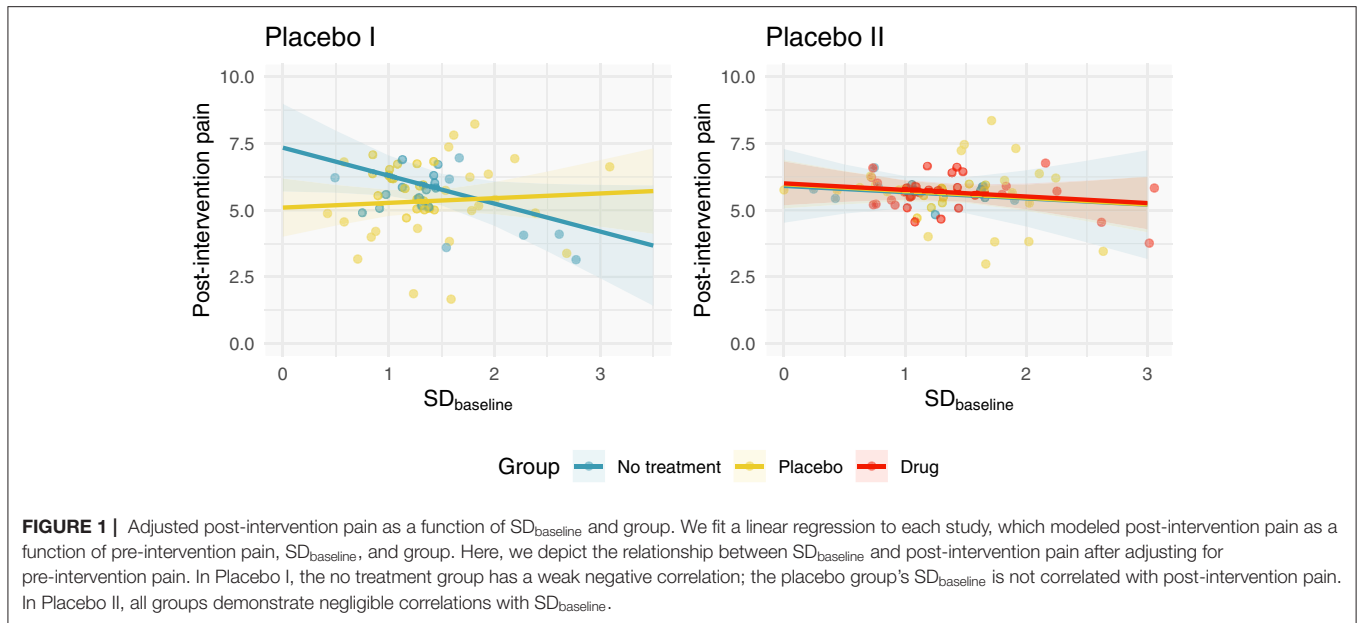 Placebo I
Placebo II
10.0
7.5
5.0
2.5
0.0
Post-intervention pain
0
1
2
3
SDbaseline
10.0
7.5
5.0
2.5
0.0
Post-intervention pain
0
1
2
3
SDbaseline
Group No treatment Placebo Drug
FIGURE 1 | Adjusted post-intervention pain as a function of SDbaseline and group. We fit a linear regression to each study, which modeled post-intervention pain as a
function of pre-intervention pain, SDbaseline, and group. Here, we depict the relationship between SDbaseline and post-intervention pain after adjusting for
pre-intervention pain. In Placebo I, the no treatment group has a weak negative correlation; the placebo group's SDbaseline is not correlated with post-intervention pain.
In Placebo II, all groups demonstrate negligible correlations with SDbaseline.